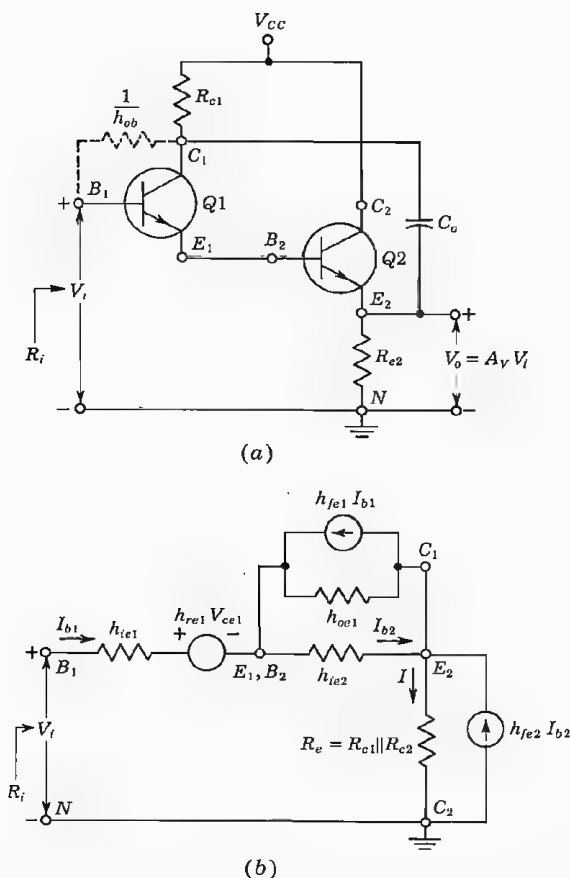 V_CC
R_c1
1/h_ob
C_1
+ B_1
Q1
C_2
C_o
E_1
B_2
Q2
E_2
+
V_i
R_i
R_e2
V_o = A_V V_i
N
−
−
(a)
h_fe1 I_b1
C_1
h_oe1
I_b1
h_ie1
h_re1 V_ce1
+ −
I_b2
+
B_1
E_1, B_2
h_ie2
E_2
I
V_i
R_i
R_e = R_c1||R_c2
h_fe2 I_b2
N
C_2
−
(b)